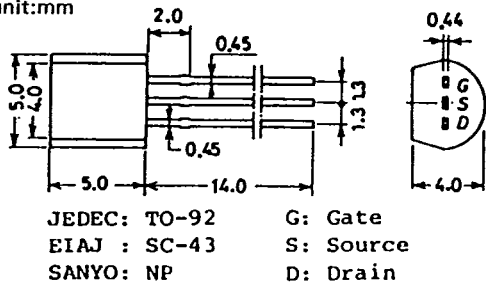 unit:mm
2.0
0.45
0.44
5.0
4.0
1.3
1.3
G
S
D
0.45
5.0
14.0
4.0
JEDEC: TO-92 G: Gate
EIAJ : SC-43 S: Source
SANYO: NP D: Drain